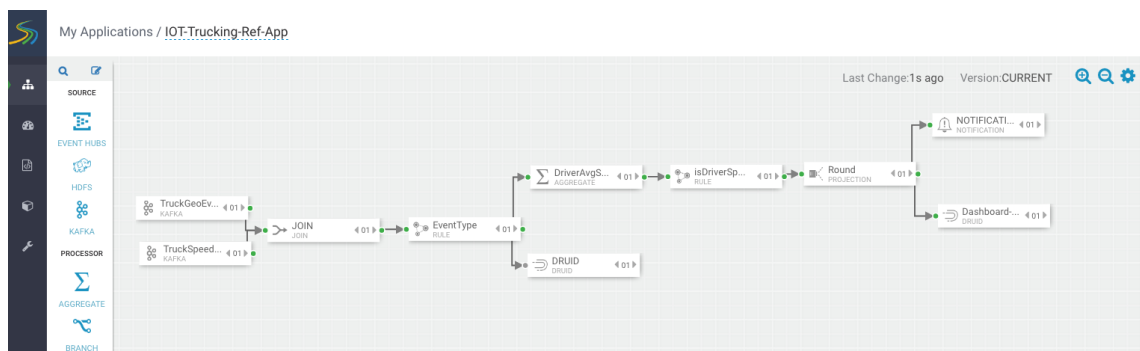 My Applications / IOT-Trucking-Ref-App
Last Change:1s ago Version:CURRENT
SOURCE
EVENT HUBS
HDFS
KAFKA
PROCESSOR
AGGREGATE
BRANCH
TruckGeoEv... 01
KAFKA
TruckSpeed... 01
KAFKA
JOIN 01
JOIN
EventType 01
RULE
DriverAvgS... 01
AGGREGATE
isDriverSp... 01
RULE
Round 01
PROJECTION
NOTIFICATI... 01
NOTIFICATION
Dashboard-... 01
DRUID
DRUID 01
DRUID